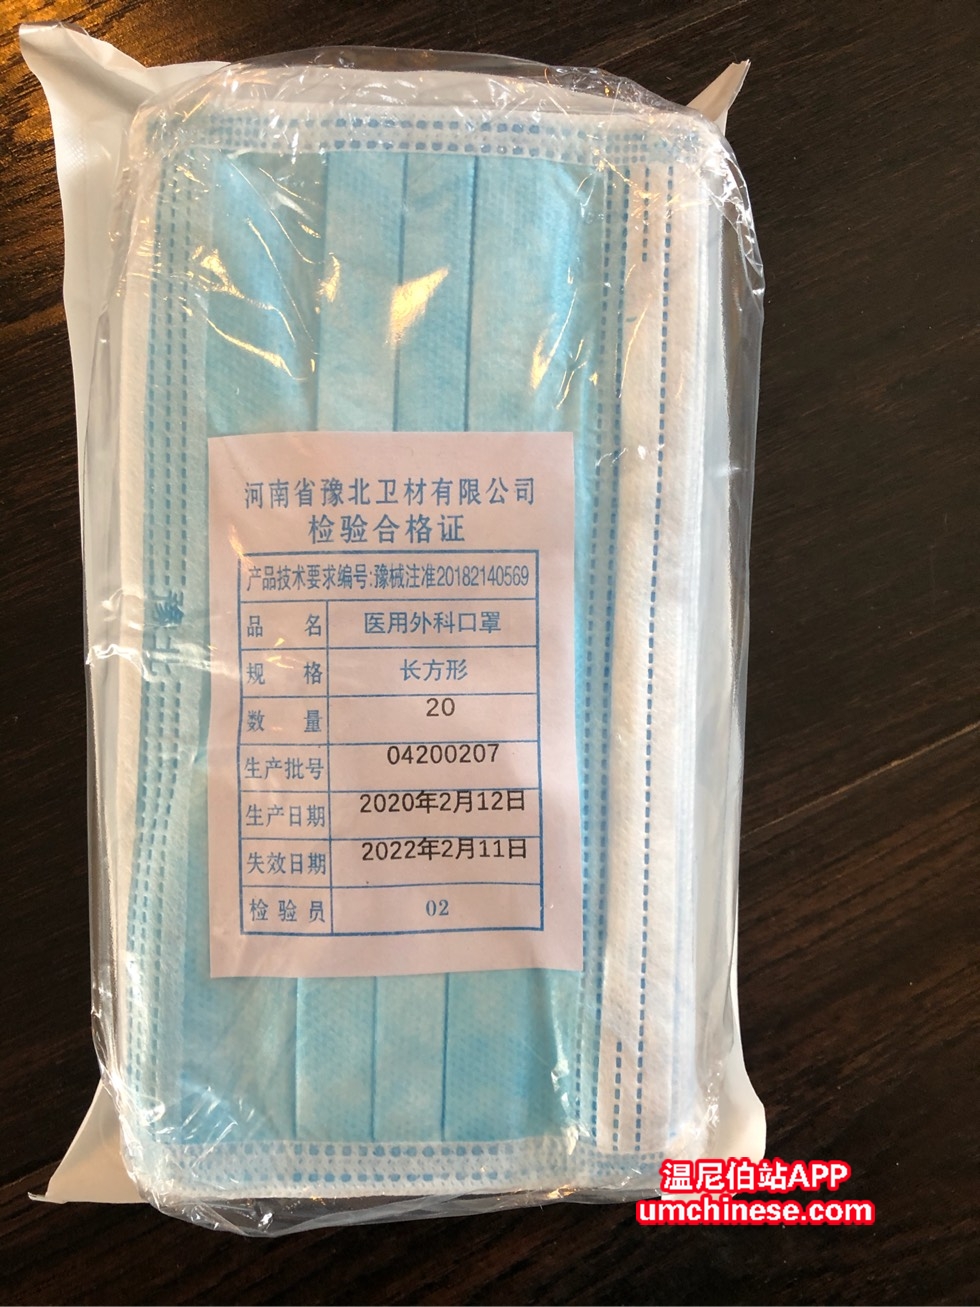 河南省豫北卫材有限公司
检验合格证
产品技术要求编号:豫械注准20182140569
品 名 医用外科口罩
规 格 长方形
数 量 20
生产批号 04200207
生产日期 2020年2月12日
失效日期 2022年2月11日
检验员 02
温尼伯站APP
umchinese.com